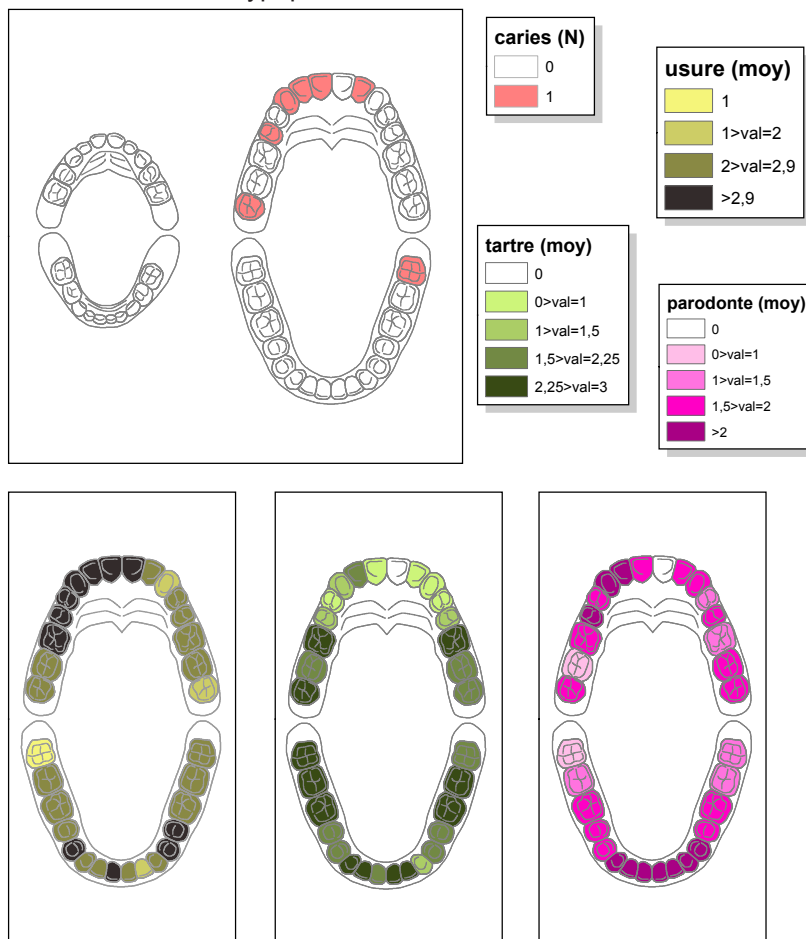 caries (N)
0
1
usure (moy)
1
1>val=2
2>val=2,9
>2,9
tartre (moy)
0
0>val=1
1>val=1,5
1,5>val=2,25
2,25>val=3
parodonte (moy)
0
0>val=1
1>val=1,5
1,5>val=2
>2